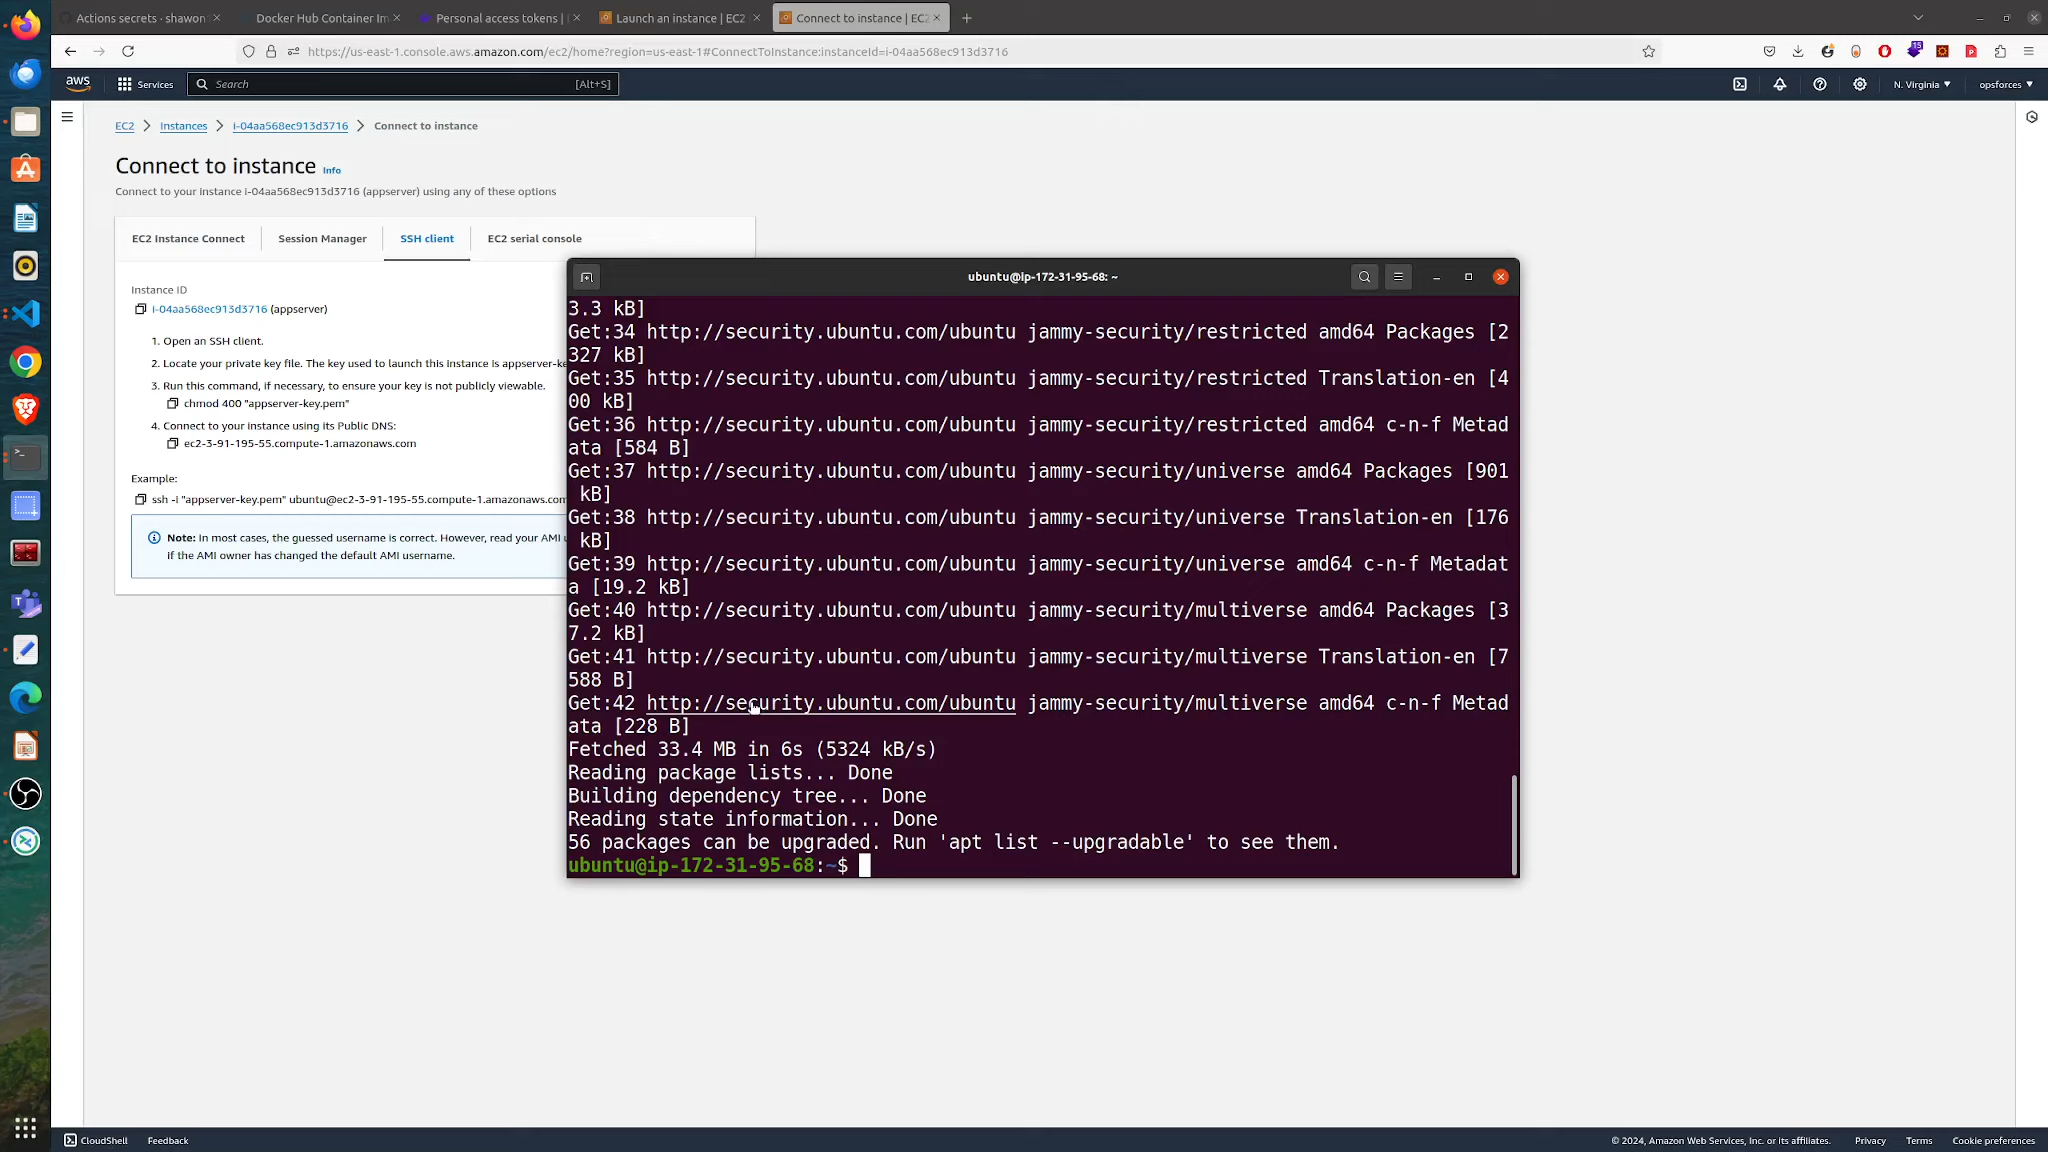 Actions secrets · shawon
Docker Hub Container Im
Personal access tokens |
Launch an instance | EC2
Connect to instance | EC2
https://us-east-1.console.aws.amazon.com/ec2/home?region=us-east-1#ConnectToInstance:instanceId=i-04aa568ec913d3716
15
aws
Services
Search
[Alt+S]
N. Virginia
opsforces
EC2
Instances
i-04aa568ec913d3716
Connect to instance
Connect to instance
Info
Connect to your instance i-04aa568ec913d3716 (appserver) using any of these options
EC2 Instance Connect
Session Manager
SSH client
EC2 serial console
Instance ID
i-04aa568ec913d3716 (appserver)
1. Open an SSH client.
2. Locate your private key file. The key used to launch this instance is appserver-ke
3. Run this command, if necessary, to ensure your key is not publicly viewable.
chmod 400 "appserver-key.pem"
4. Connect to your instance using its Public DNS:
ec2-3-91-195-55.compute-1.amazonaws.com
Example:
ssh -i "appserver-key.pem" ubuntu@ec2-3-91-195-55.compute-1.amazonaws.com
Note: In most cases, the guessed username is correct. However, read your AMI
if the AMI owner has changed the default AMI username.
ubuntu@ip-172-31-95-68: ~
3.3 kB]
Get:34 http://security.ubuntu.com/ubuntu jammy-security/restricted amd64 Packages [2
327 kB]
Get:35 http://security.ubuntu.com/ubuntu jammy-security/restricted Translation-en [4
00 kB]
Get:36 http://security.ubuntu.com/ubuntu jammy-security/restricted amd64 c-n-f Metad
ata [584 B]
Get:37 http://security.ubuntu.com/ubuntu jammy-security/universe amd64 Packages [901
 kB]
Get:38 http://security.ubuntu.com/ubuntu jammy-security/universe Translation-en [176
 kB]
Get:39 http://security.ubuntu.com/ubuntu jammy-security/universe amd64 c-n-f Metadat
a [19.2 kB]
Get:40 http://security.ubuntu.com/ubuntu jammy-security/multiverse amd64 Packages [3
7.2 kB]
Get:41 http://security.ubuntu.com/ubuntu jammy-security/multiverse Translation-en [7
588 B]
Get:42 http://security.ubuntu.com/ubuntu jammy-security/multiverse amd64 c-n-f Metad
ata [228 B]
Fetched 33.4 MB in 6s (5324 kB/s)
Reading package lists... Done
Building dependency tree... Done
Reading state information... Done
56 packages can be upgraded. Run 'apt list --upgradable' to see them.
ubuntu@ip-172-31-95-68:~$
CloudShell
Feedback
© 2024, Amazon Web Services, Inc. or its affiliates.
Privacy
Terms
Cookie preferences